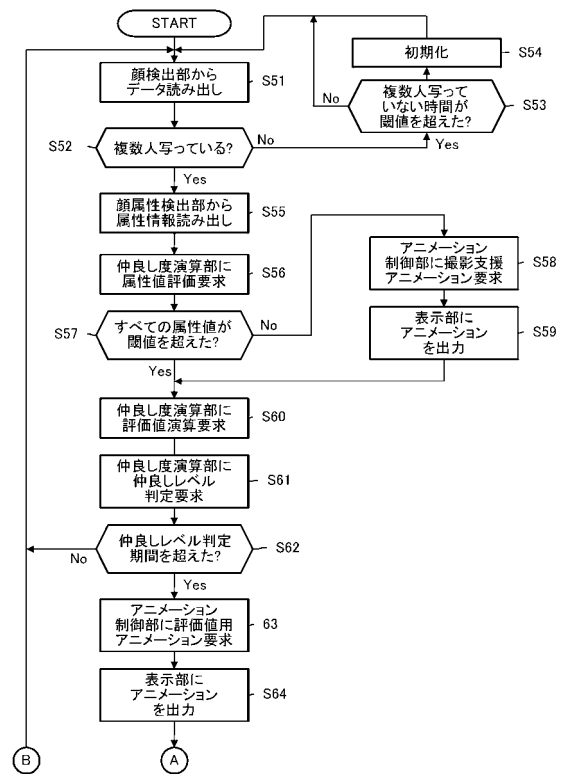 START
顔検出部から
データ読み出し
S51
初期化
S54
複数人写って
いない時間が
閾値を超えた?
S53
No
Yes
S52
複数人写っている?
No
Yes
顔属性検出部から
属性情報読み出し
S55
仲良し度演算部に
属性値評価要求
S56
S57
すべての属性値が
閾値を超えた?
No
Yes
アニメーション
制御部に撮影支援
アニメーション要求
S58
表示部に
アニメーション
を出力
S59
仲良し度演算部に
評価値演算要求
S60
仲良し度演算部に
仲良しレベル
判定要求
S61
仲良しレベル判定
期間を超えた?
S62
No
Yes
アニメーション
制御部に評価値用
アニメーション要求
63
表示部に
アニメーション
を出力
S64
B
A